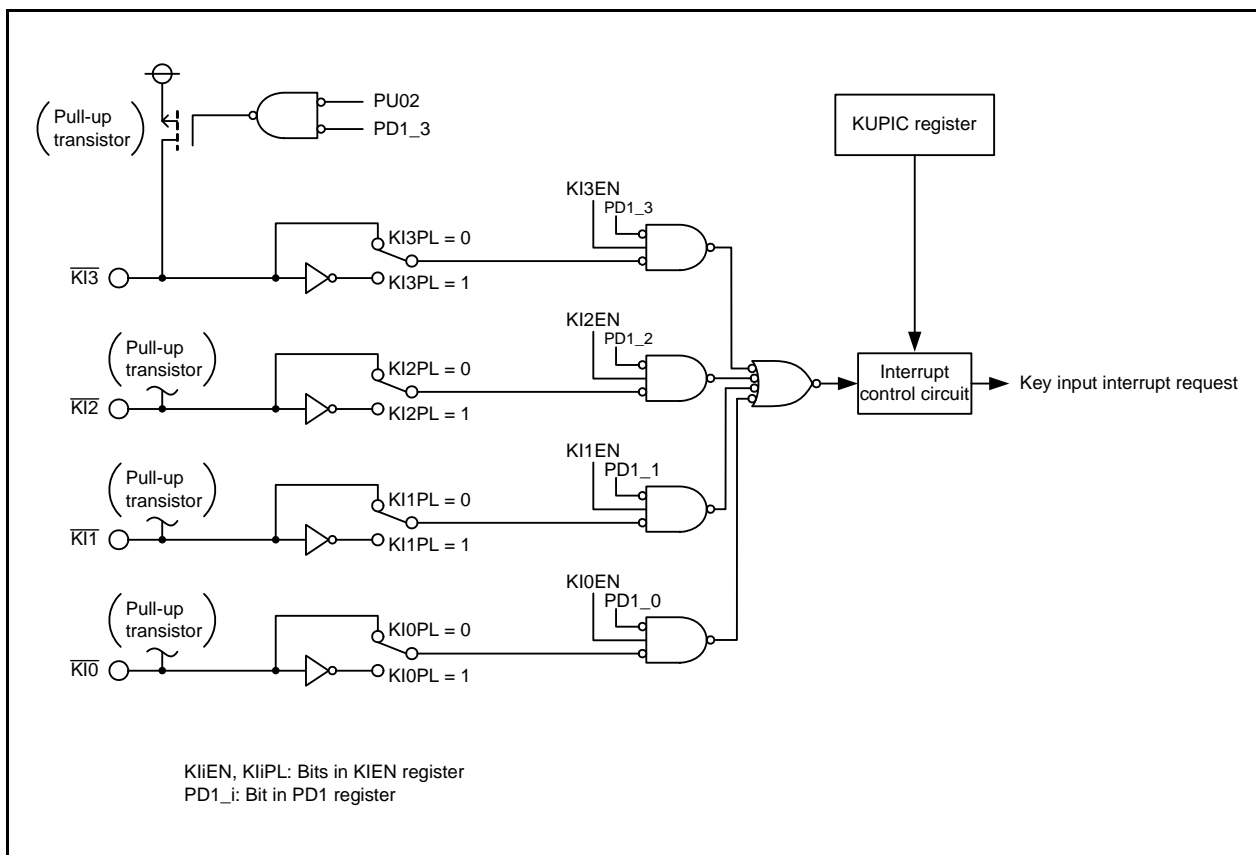 (Pull-up
transistor)
PU02
PD1_3
KUPIC register
KI3EN
PD1_3
KI3PL = 0
KI3
KI3PL = 1
KI2EN
PD1_2
(Pull-up
transistor)
KI2PL = 0
KI2
KI2PL = 1
Interrupt
control circuit
Key input interrupt request
KI1EN
PD1_1
(Pull-up
transistor)
KI1PL = 0
KI1
KI1PL = 1
KI0EN
PD1_0
(Pull-up
transistor)
KI0PL = 0
KI0
KI0PL = 1
KIiEN, KIiPL: Bits in KIEN register
PD1_i: Bit in PD1 register